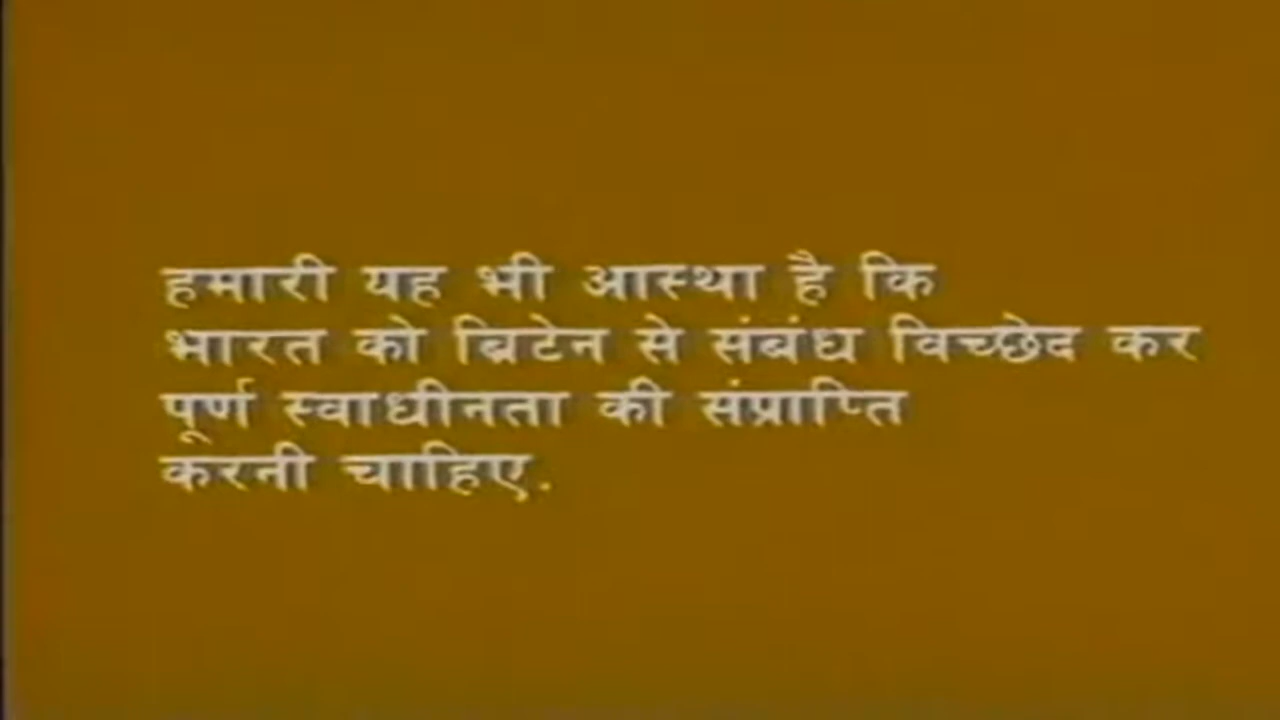 हमारी यह भी आस्था है कि
भारत को ब्रिटेन से संबंध विच्छेद कर
पूर्ण स्वाधीनता की संप्राप्ति
करनी चाहिए.